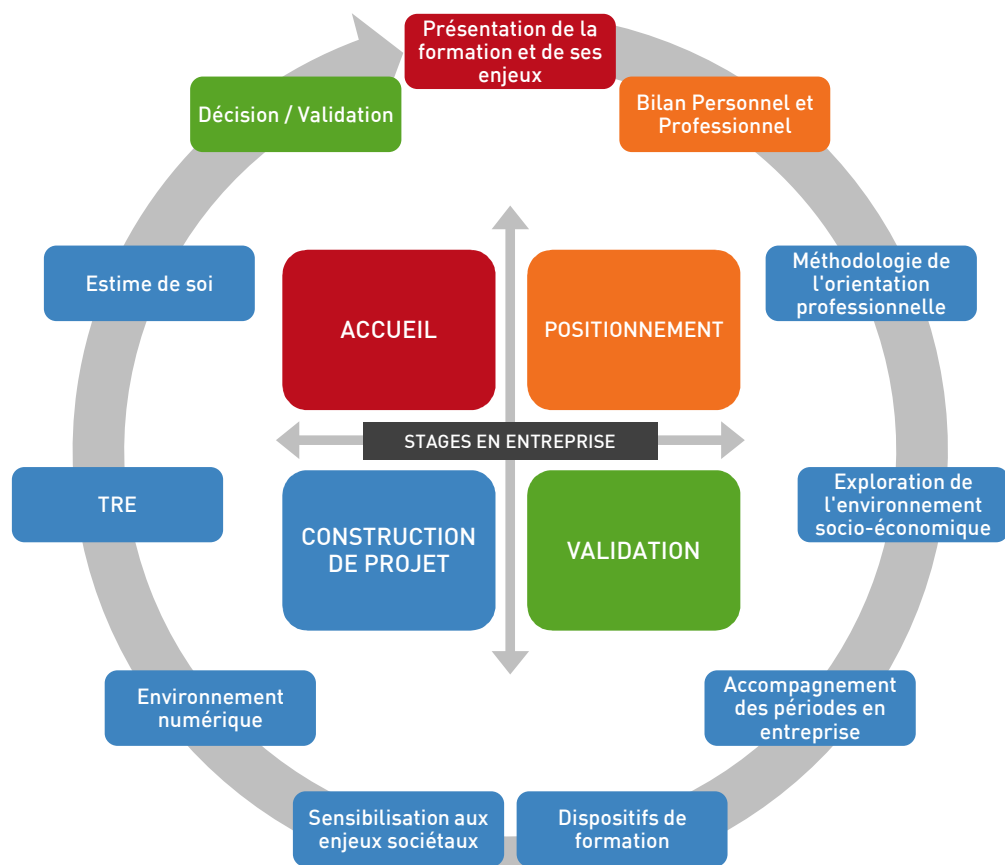 Présentation de la
formation et de ses
enjeux
Bilan Personnel et
Professionnel
Méthodologie de
l'orientation
professionnelle
Exploration de
l'environnement
socio-économique
Accompagnement
des périodes en
entreprise
Dispositifs de
formation
Sensibilisation aux
enjeux sociétaux
Environnement
numérique
TRE
Estime de soi
Décision / Validation
ACCUEIL
POSITIONNEMENT
STAGES EN ENTREPRISE
CONSTRUCTION
DE PROJET
VALIDATION